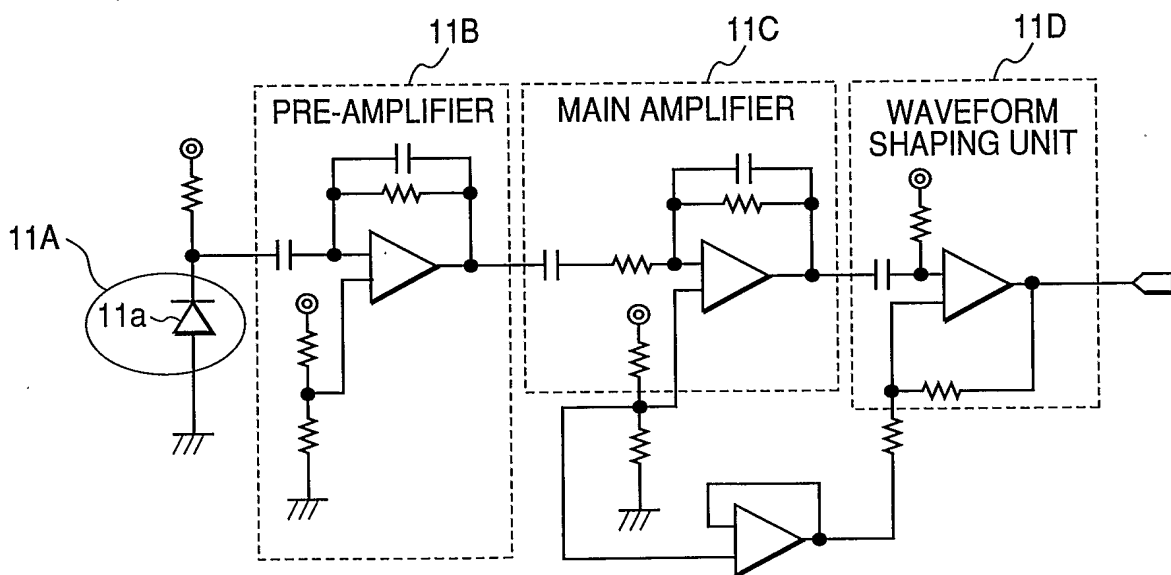 11B
11C
11D
PRE-AMPLIFIER
MAIN AMPLIFIER
WAVEFORM
SHAPING UNIT
11A
11a